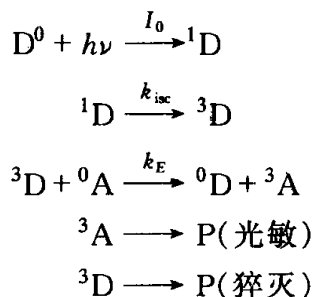 D⁰ + hν —I₀→ ¹D
¹D —k_isc→ ³D
³D + ⁰A —k_E→ ⁰D + ³A
³A ⟶ P(光敏)
³D ⟶ P(猝灭)